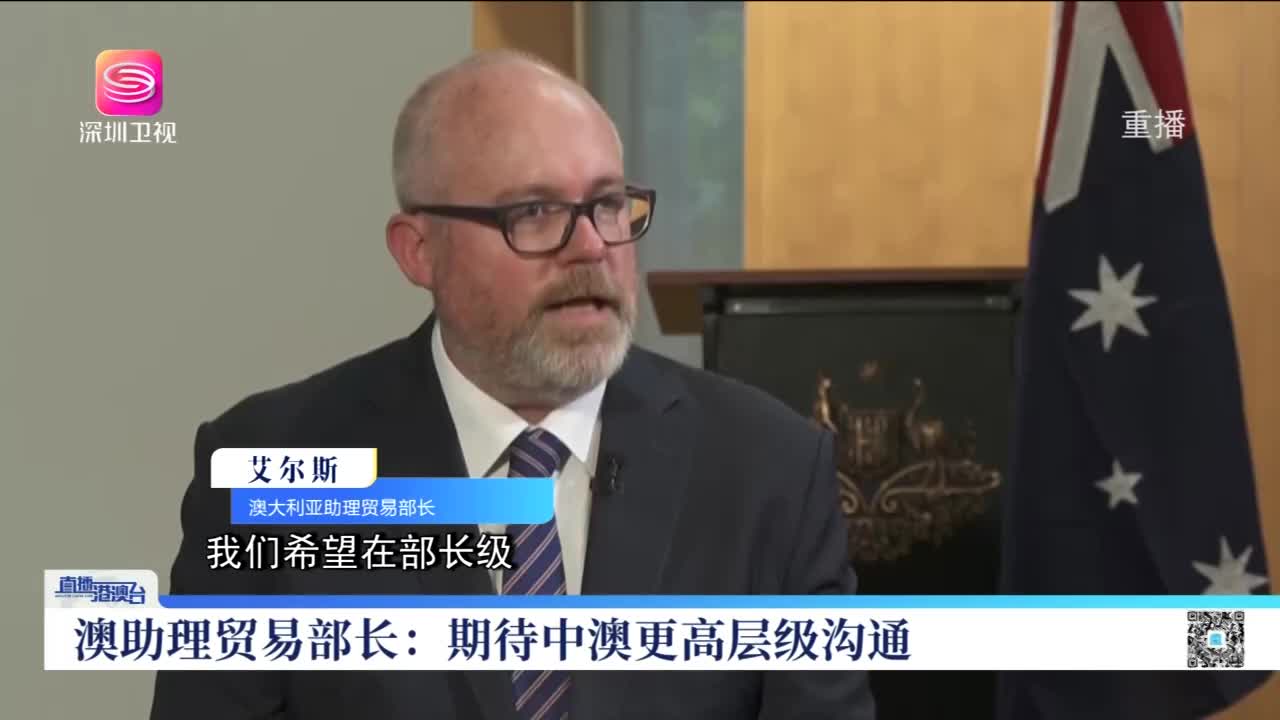 深圳卫视
重播
艾尔斯
澳大利亚助理贸易部长
我们希望在部长级
直播港澳台
澳助理贸易部长：期待中澳更高层级沟通